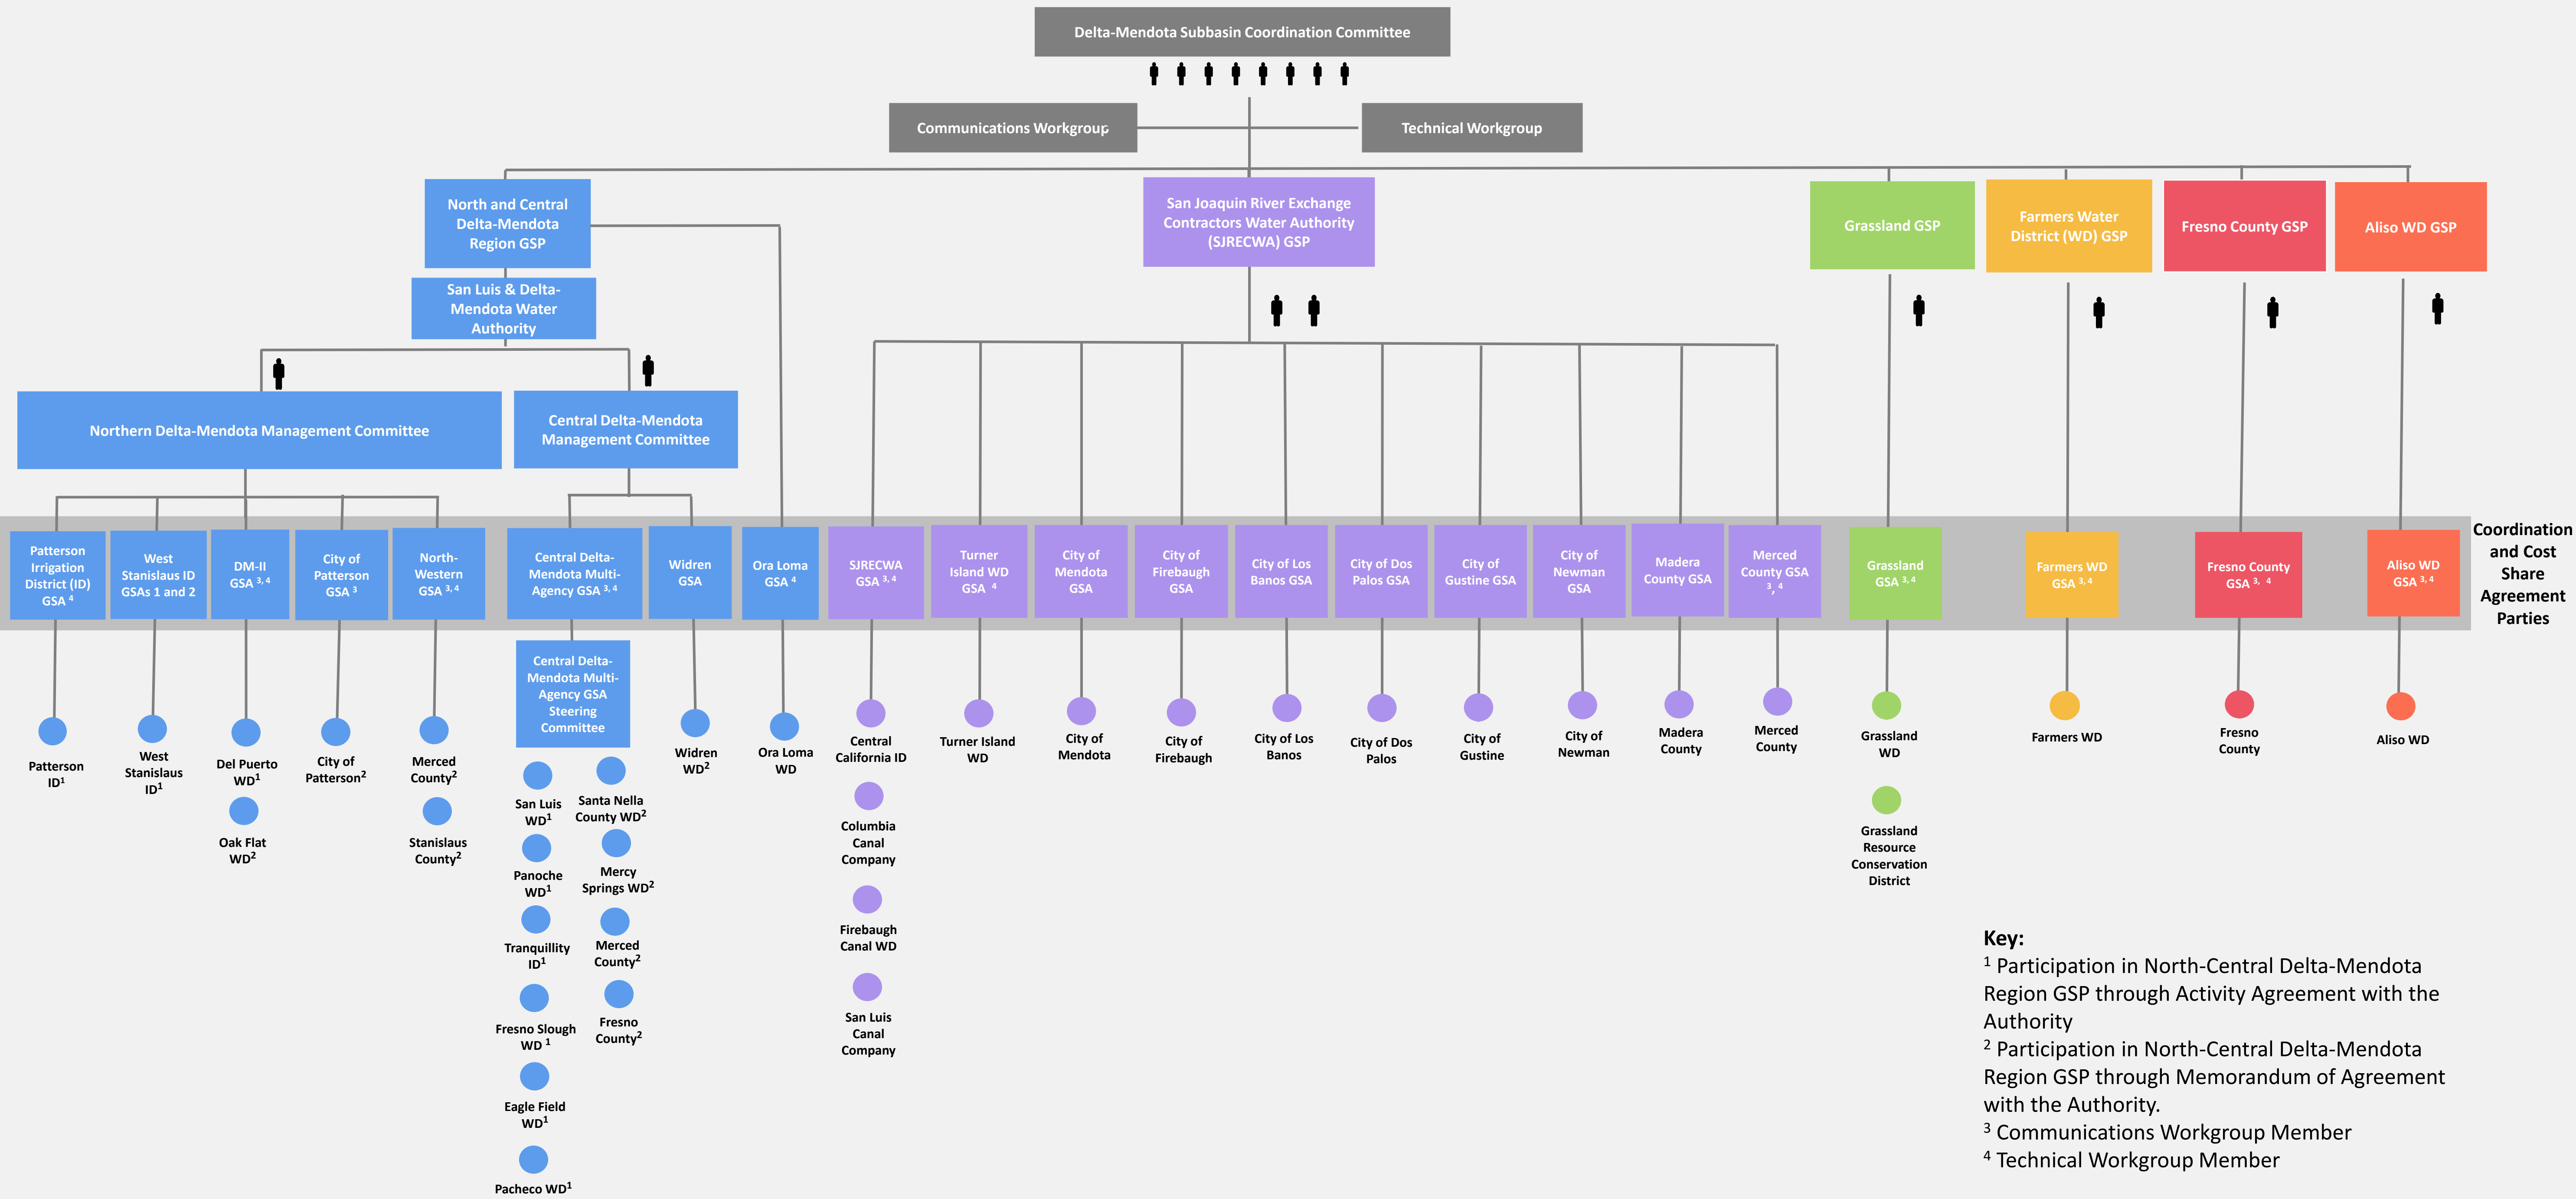 Delta-Mendota Subbasin Coordination Committee
Communications Workgroup
Technical Workgroup
North and Central
Delta-Mendota
Region GSP
San Joaquin River Exchange
Contractors Water Authority
(SJRECWA) GSP
Grassland GSP
Farmers Water
District (WD) GSP
Fresno County GSP
Aliso WD GSP
San Luis & Delta-
Mendota Water
Authority
Northern Delta-Mendota Management Committee
Central Delta-Mendota
Management Committee
Patterson
Irrigation
District (ID)
GSA 4
West
Stanislaus ID
GSAs 1 and 2
DM-II
GSA 3, 4
City of
Patterson
GSA 3
North-
Western
GSA 3, 4
Central Delta-
Mendota Multi-
Agency GSA 3, 4
Widren
GSA
Ora Loma
GSA 4
SJRECWA
GSA 3, 4
Turner
Island WD
GSA 4
City of
Mendota
GSA
City of
Firebaugh
GSA
City of Los
Banos GSA
City of Dos
Palos GSA
City of
Gustine GSA
City of
Newman
GSA
Madera
County GSA
Merced
County GSA
3, 4
Grassland
GSA 3, 4
Farmers WD
GSA 3, 4
Fresno County
GSA 3, 4
Aliso WD
GSA 3, 4
Coordination
and Cost
Share
Agreement
Parties
Central Delta-
Mendota Multi-
Agency GSA
Steering
Committee
Patterson
ID1
West
Stanislaus
ID1
Del Puerto
WD1
Oak Flat
WD2
City of
Patterson2
Merced
County2
Stanislaus
County2
San Luis
WD1
Panoche
WD1
Tranquillity
ID1
Fresno Slough
WD 1
Eagle Field
WD1
Pacheco WD1
Santa Nella
County WD2
Mercy
Springs WD2
Merced
County2
Fresno
County2
Widren
WD2
Ora Loma
WD
Central
California ID
Columbia
Canal
Company
Firebaugh
Canal WD
San Luis
Canal
Company
Turner Island
WD
City of
Mendota
City of
Firebaugh
City of Los
Banos
City of Dos
Palos
City of
Gustine
City of
Newman
Madera
County
Merced
County
Grassland
WD
Grassland
Resource
Conservation
District
Farmers WD
Fresno
County
Aliso WD
Key:
1 Participation in North-Central Delta-Mendota
Region GSP through Activity Agreement with the
Authority
2 Participation in North-Central Delta-Mendota
Region GSP through Memorandum of Agreement
with the Authority.
3 Communications Workgroup Member
4 Technical Workgroup Member